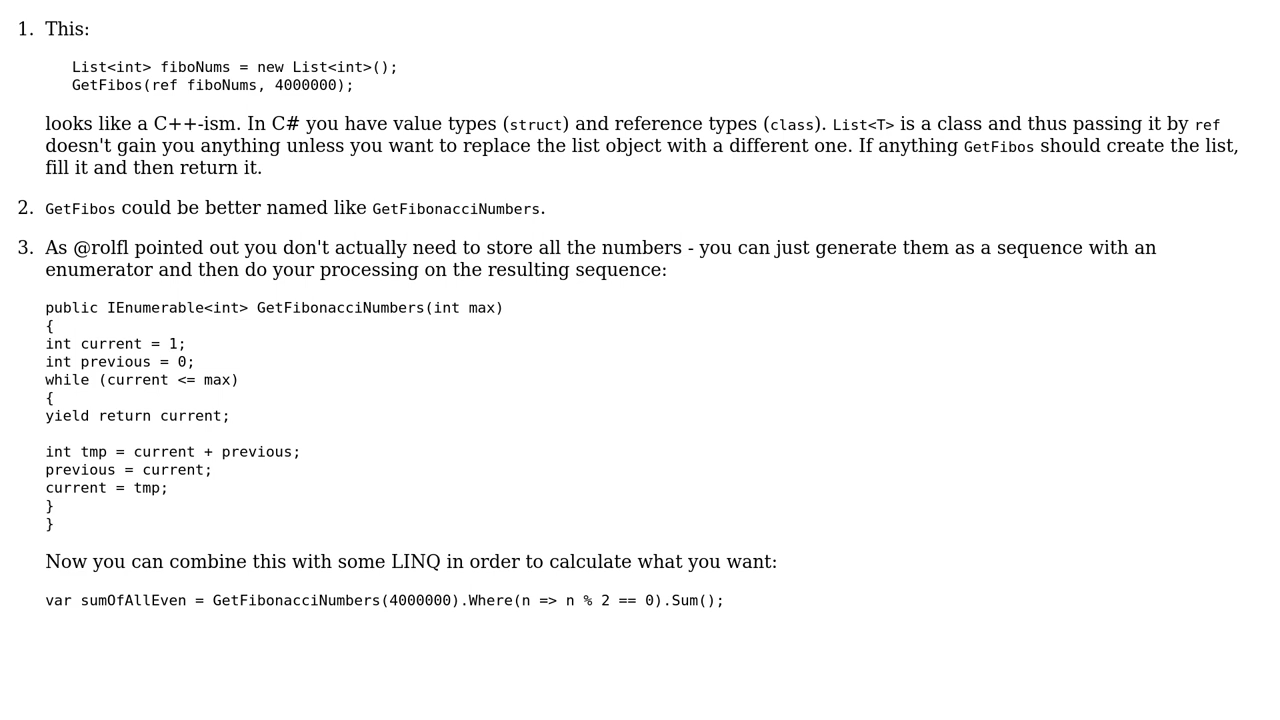 1. This:
List<int> fiboNums = new List<int>();
GetFibos(ref fiboNums, 4000000);
looks like a C++-ism. In C# you have value types (struct) and reference types (class). List<T> is a class and thus passing it by ref
doesn't gain you anything unless you want to replace the list object with a different one. If anything GetFibos should create the list,
fill it and then return it.
2. GetFibos could be better named like GetFibonacciNumbers.
3. As @rolfl pointed out you don't actually need to store all the numbers - you can just generate them as a sequence with an
enumerator and then do your processing on the resulting sequence:
public IEnumerable<int> GetFibonacciNumbers(int max)
{
int current = 1;
int previous = 0;
while (current <= max)
{
yield return current;
int tmp = current + previous;
previous = current;
current = tmp;
}
}
Now you can combine this with some LINQ in order to calculate what you want:
var sumOfAllEven = GetFibonacciNumbers(4000000).Where(n => n % 2 == 0).Sum();